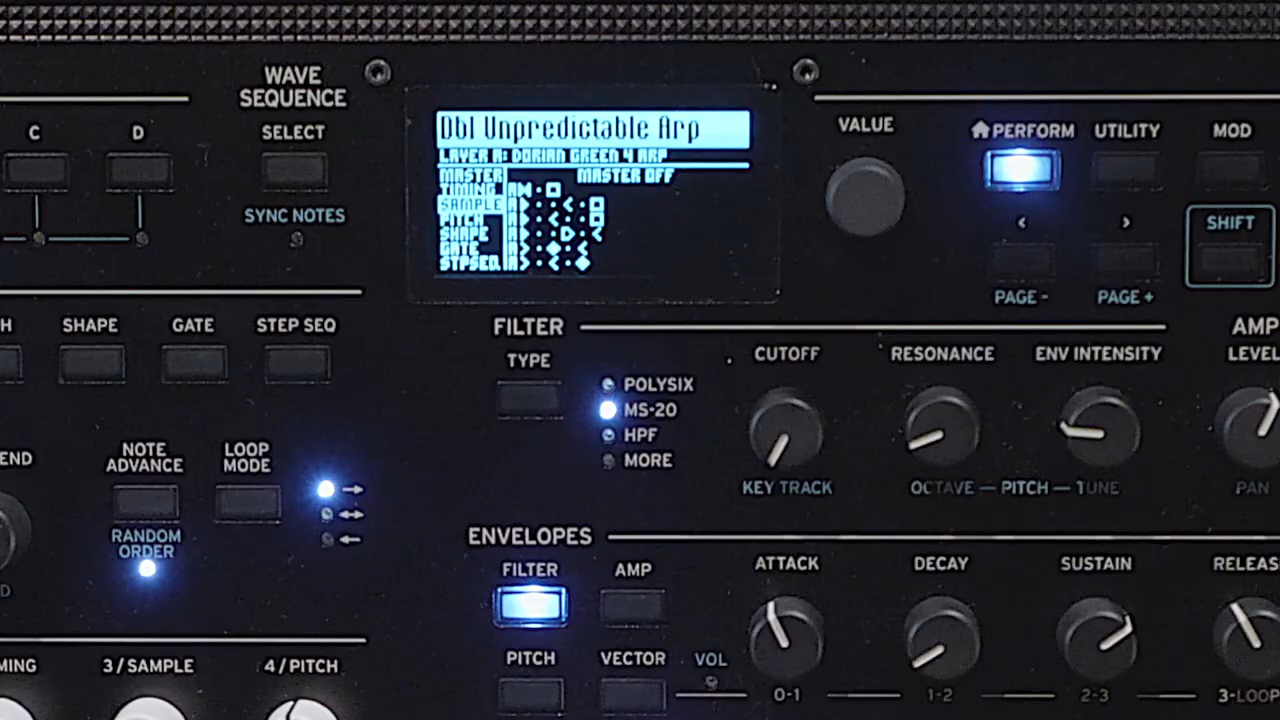 WAVE
SEQUENCE
C
D
SELECT
SYNC NOTES
Dbl Unpredictable Arp
LAYER A: DORIAN GREEN 4 ARP
MASTER
MASTER OFF
TIMING A
SAMPLE A
PITCH A
SHAPE A
GATE A
STPSEQ A
VALUE
PERFORM
UTILITY
MOD
<
>
SHIFT
PAGE -
PAGE +
H
SHAPE
GATE
STEP SEQ
FILTER
TYPE
POLYSIX
MS-20
HPF
MORE
CUTOFF
RESONANCE
ENV INTENSITY
AMP
LEVEL
KEY TRACK
OCTAVE — PITCH — TUNE
PAN
END
NOTE
ADVANCE
LOOP
MODE
RANDOM
ORDER
D
ENVELOPES
FILTER
AMP
ATTACK
DECAY
SUSTAIN
RELEAS
PITCH
VECTOR
VOL
0-1
1-2
2-3
3-LOOP
MING
3/SAMPLE
4/PITCH